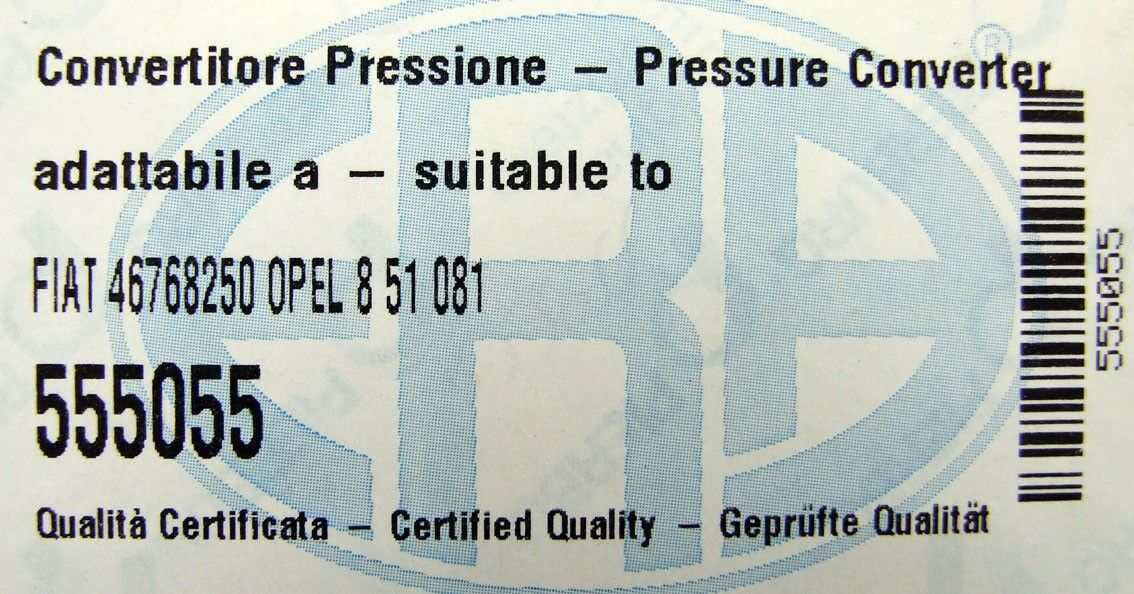 Convertitore Pressione – Pressure Converter
adattabile a – suitable to
FIAT 46768250 OPEL 8 51 081
555055
Qualità Certificata – Certified Quality – Geprüfte Qualität
555055
ERA
®